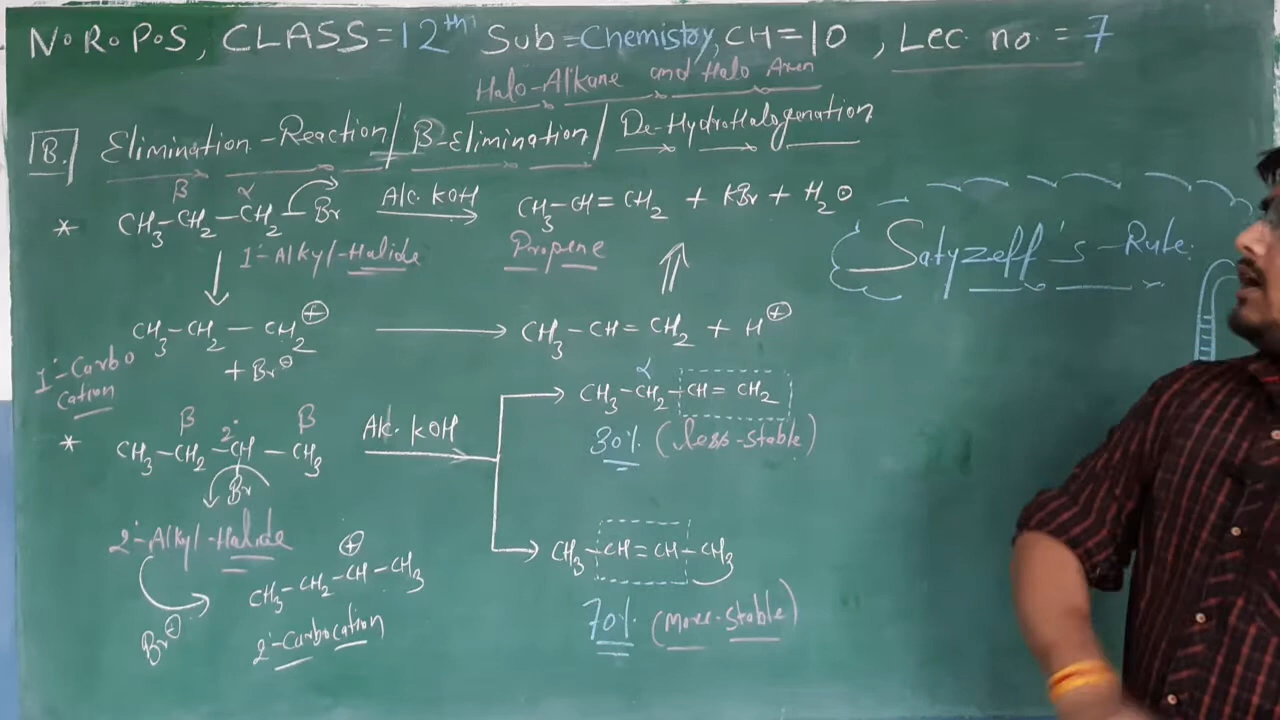 N.R.P.S, CLASS=12th Sub=Chemistry, CH=10, Lec no.=7
Halo-Alkane and Halo Aren
B. Elimination-Reaction/β-Elimination/De-HydroHalogenation
β α
* CH3-CH2-CH2-Br Alc. KOH CH3-CH=CH2 + KBr + H2O
1°-Alkyl-Halide Propene
Satyzeff's-Rule.
CH3-CH2-CH2⊕ CH3-CH=CH2 + H⊕
+ Br⊖
1°-Carbo
cation
α
CH3-CH2-CH=CH2
30% (less-stable)
β 2° β
* CH3-CH2-CH-CH3 Alc. KOH
Br
2°-Alkyl-Halide
CH3-CH=CH-CH3
70% (More-Stable)
⊕
CH3-CH2-CH-CH3
Br⊖
2°-Carbocation